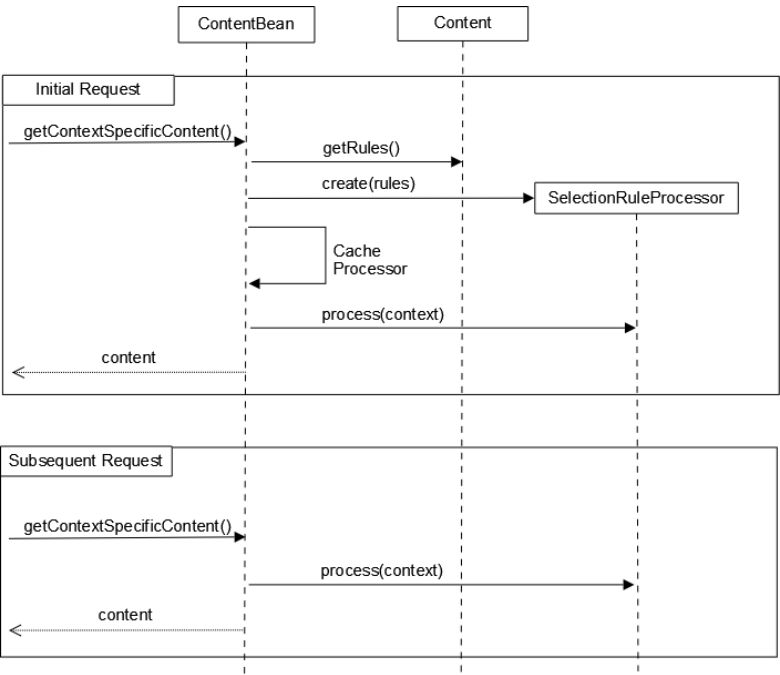 ContentBean
Content
Initial Request
getContextSpecificContent()
getRules()
create(rules)
SelectionRuleProcessor
Cache
Processor
process(context)
content
Subsequent Request
getContextSpecificContent()
process(context)
content